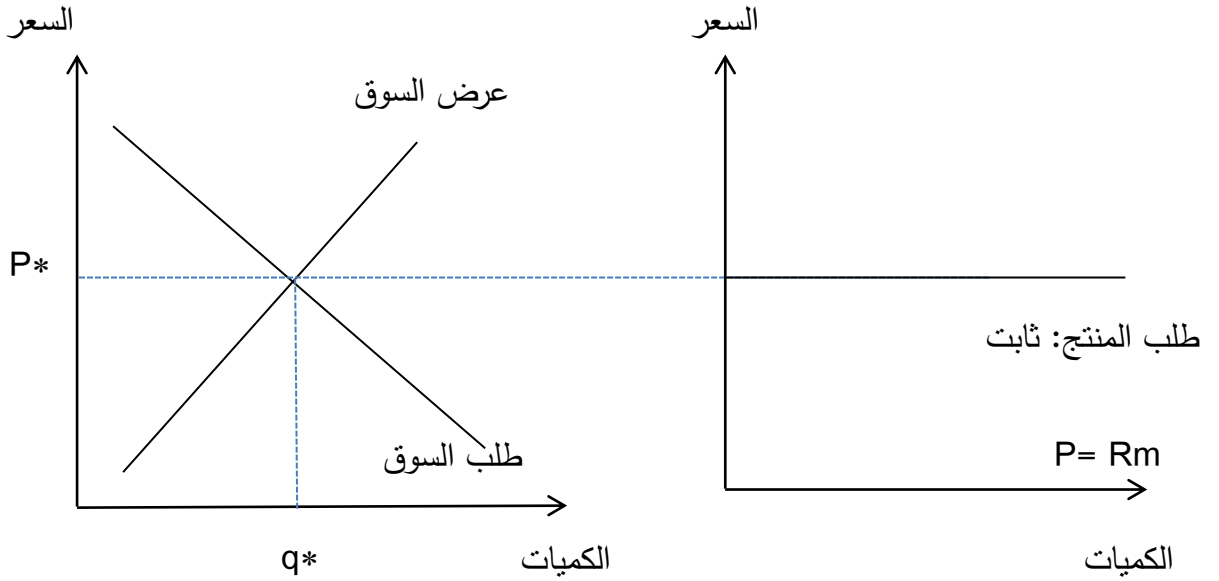 السعر
السعر
عرض السوق
P*
طلب المنتج: ثابت
طلب السوق
P= Rm
q*
الكميات
الكميات